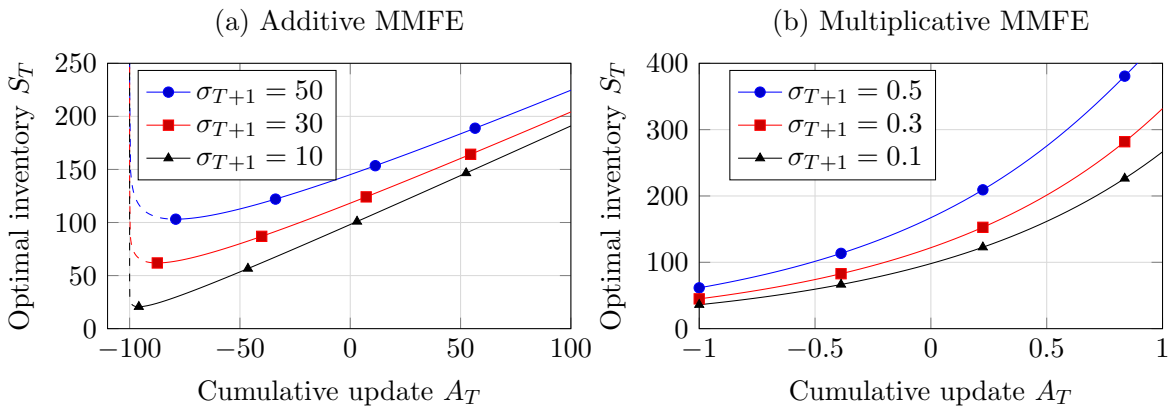 (a) Additive MMFE
Optimal inventory S_T
250
200
150
100
50
0
−100
−50
0
50
100
Cumulative update A_T
σ_{T+1} = 50
σ_{T+1} = 30
σ_{T+1} = 10
(b) Multiplicative MMFE
Optimal inventory S_T
400
300
200
100
0
−1
−0.5
0
0.5
1
Cumulative update A_T
σ_{T+1} = 0.5
σ_{T+1} = 0.3
σ_{T+1} = 0.1